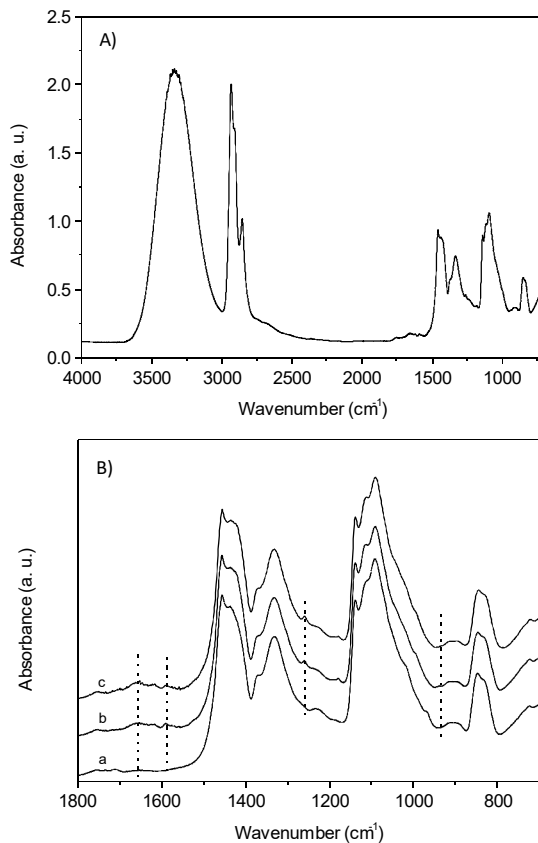 A)
2.5
2.0
1.5
1.0
0.5
0.0
Absorbance (a. u.)
4000 3500 3000 2500 2000 1500 1000
Wavenumber (cm-1)
B)
Absorbance (a. u.)
c
b
a
1800 1600 1400 1200 1000 800
Wavenumber (cm-1)